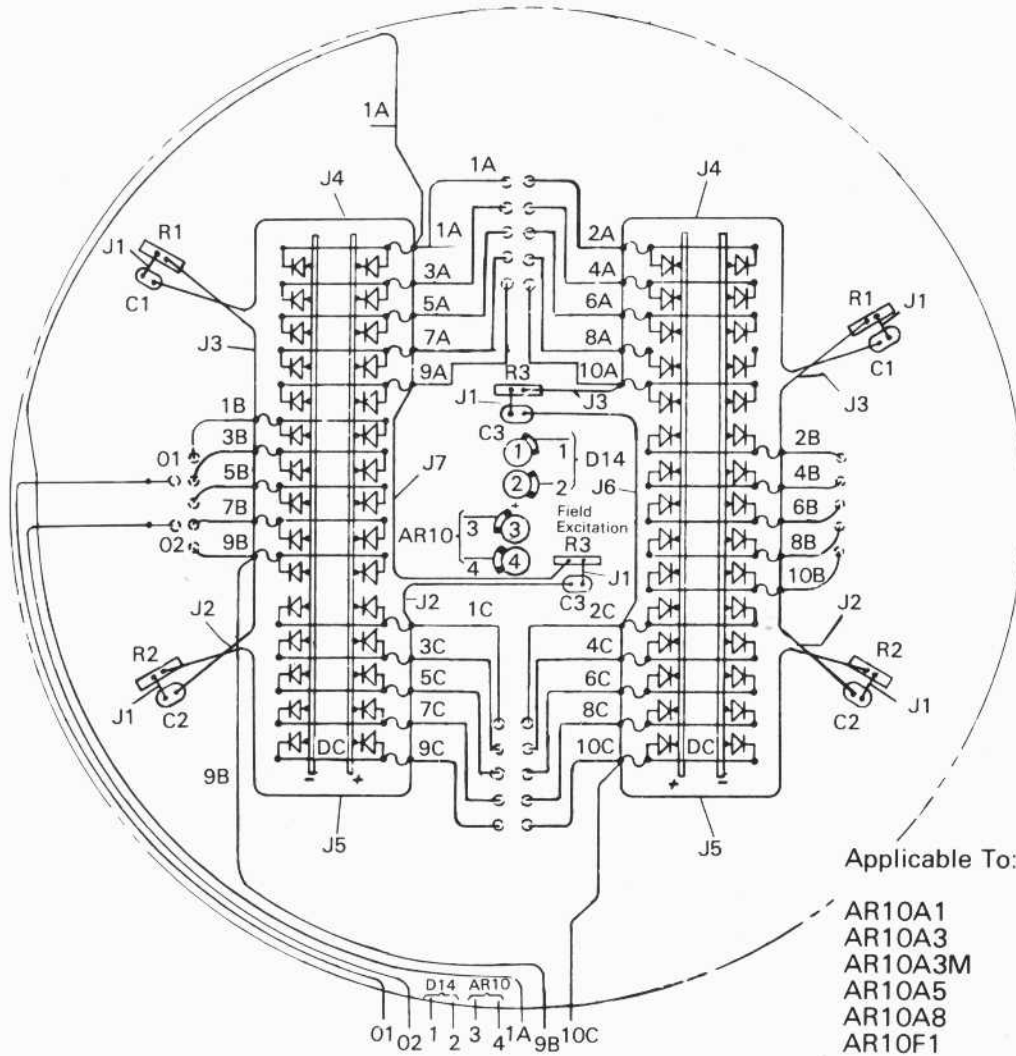 1A
1A
J4
J4
R1
J1
1A
2A
C1
3A
4A
R1
J1
5A
6A
J3
7A
8A
C1
9A
R3
10A
J1
J3
J3
1B
C3
3B
1
1
2B
01
D14
5B
J7
2
2
J6
4B
7B
+
Field
Excitation
6B
AR10
3
3
02
9B
4
4
R3
8B
J1
10B
J2
J2
C3
J2
1C
2C
R2
3C
4C
R2
J1
C2
5C
6C
C2
J1
7C
8C
9B
DC
9C
10C
DC
- +
+ -
J5
J5
Applicable To:
AR10A1
AR10A3
AR10A3M
AR10A5
AR10A8
AR10F1
D14 AR10
01 02 1 2 3 4 1A 9B 10C